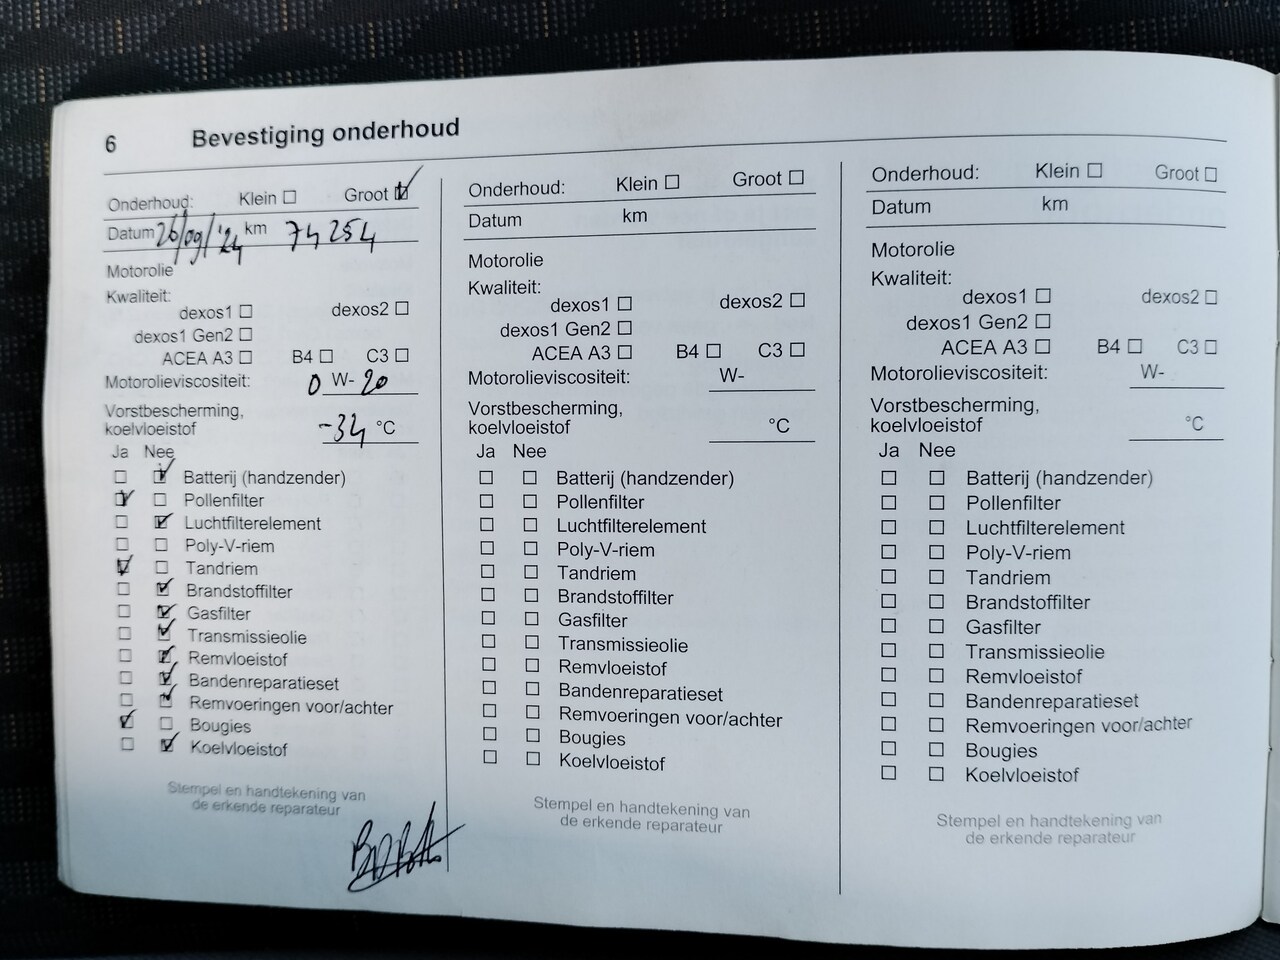 6 Bevestiging onderhoud
Onderhoud: Klein ☐ Groot ☑
Datum 26/09/'24 km 74 254
Motorolie
Kwaliteit:
dexos1 ☐ dexos2 ☐
dexos1 Gen2 ☐
ACEA A3 ☐ B4 ☐ C3 ☐
Motorolieviscositeit: 0 W- 20
Vorstbescherming,
koelvloeistof -34 °C
Ja Nee
☐ ☑ Batterij (handzender)
☑ ☐ Pollenfilter
☐ ☑ Luchtfilterelement
☐ ☐ Poly-V-riem
☑ ☐ Tandriem
☐ ☑ Brandstoffilter
☐ ☑ Gasfilter
☐ ☑ Transmissieolie
☐ ☑ Remvloeistof
☐ ☑ Bandenreparatieset
☐ ☑ Remvoeringen voor/achter
☑ ☐ Bougies
☐ ☑ Koelvloeistof
Stempel en handtekening van
de erkende reparateur
Onderhoud: Klein ☐ Groot ☐
Datum km
Motorolie
Kwaliteit:
dexos1 ☐ dexos2 ☐
dexos1 Gen2 ☐
ACEA A3 ☐ B4 ☐ C3 ☐
Motorolieviscositeit: W-
Vorstbescherming,
koelvloeistof °C
Ja Nee
☐ ☐ Batterij (handzender)
☐ ☐ Pollenfilter
☐ ☐ Luchtfilterelement
☐ ☐ Poly-V-riem
☐ ☐ Tandriem
☐ ☐ Brandstoffilter
☐ ☐ Gasfilter
☐ ☐ Transmissieolie
☐ ☐ Remvloeistof
☐ ☐ Bandenreparatieset
☐ ☐ Remvoeringen voor/achter
☐ ☐ Bougies
☐ ☐ Koelvloeistof
Stempel en handtekening van
de erkende reparateur
Onderhoud: Klein ☐ Groot ☐
Datum km
Motorolie
Kwaliteit:
dexos1 ☐ dexos2 ☐
dexos1 Gen2 ☐
ACEA A3 ☐ B4 ☐ C3 ☐
Motorolieviscositeit: W-
Vorstbescherming,
koelvloeistof °C
Ja Nee
☐ ☐ Batterij (handzender)
☐ ☐ Pollenfilter
☐ ☐ Luchtfilterelement
☐ ☐ Poly-V-riem
☐ ☐ Tandriem
☐ ☐ Brandstoffilter
☐ ☐ Gasfilter
☐ ☐ Transmissieolie
☐ ☐ Remvloeistof
☐ ☐ Bandenreparatieset
☐ ☐ Remvoeringen voor/achter
☐ ☐ Bougies
☐ ☐ Koelvloeistof
Stempel en handtekening van
de erkende reparateur